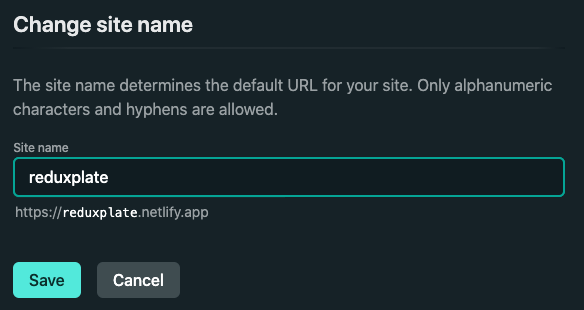 Change site name
The site name determines the default URL for your site. Only alphanumeric
characters and hyphens are allowed.
Site name
reduxplate
https://reduxplate.netlify.app
Save Cancel